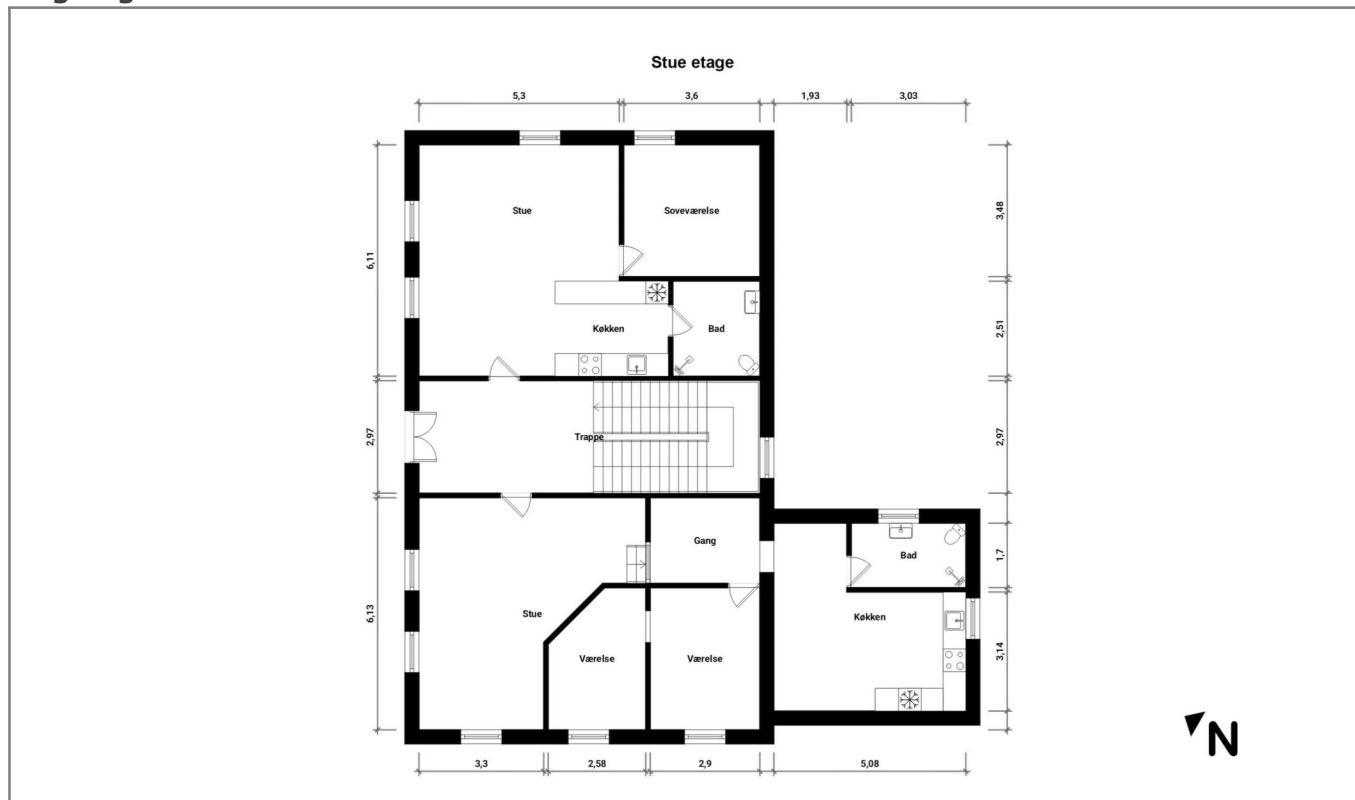 Stue etage
5,3
3,6
1,93
3,03
6,11
3,48
Stue
Soveværelse
2,51
Køkken
Bad
2,97
Trappe
2,97
Gang
Bad
1,7
6,13
Stue
Køkken
Værelse
Værelse
3,14
N
3,3
2,58
2,9
5,08